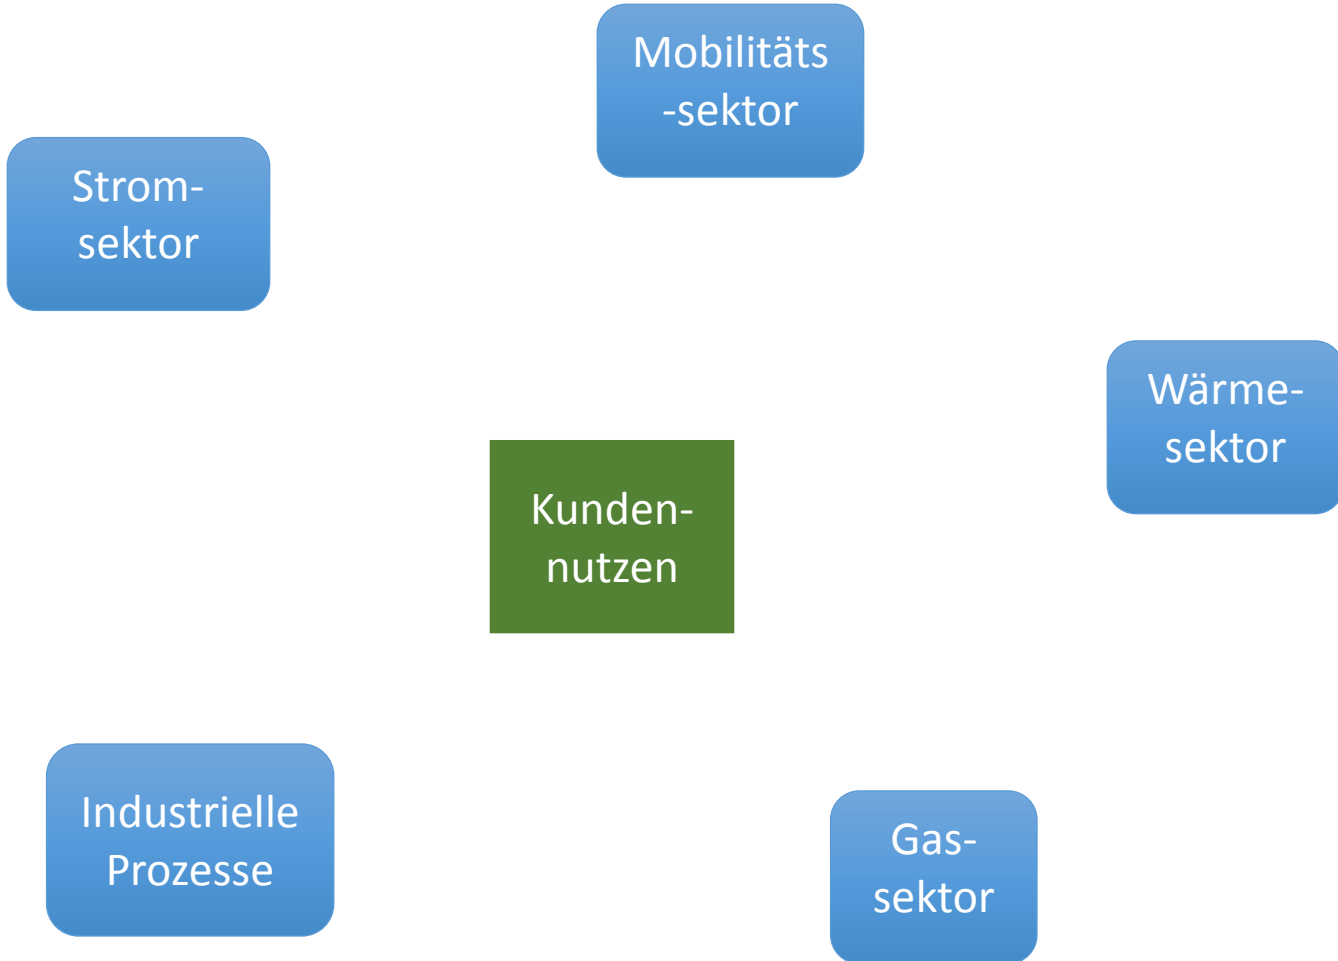 Mobilitäts
-sektor
Strom-
sektor
Wärme-
sektor
Kunden-
nutzen
Industrielle
Prozesse
Gas-
sektor